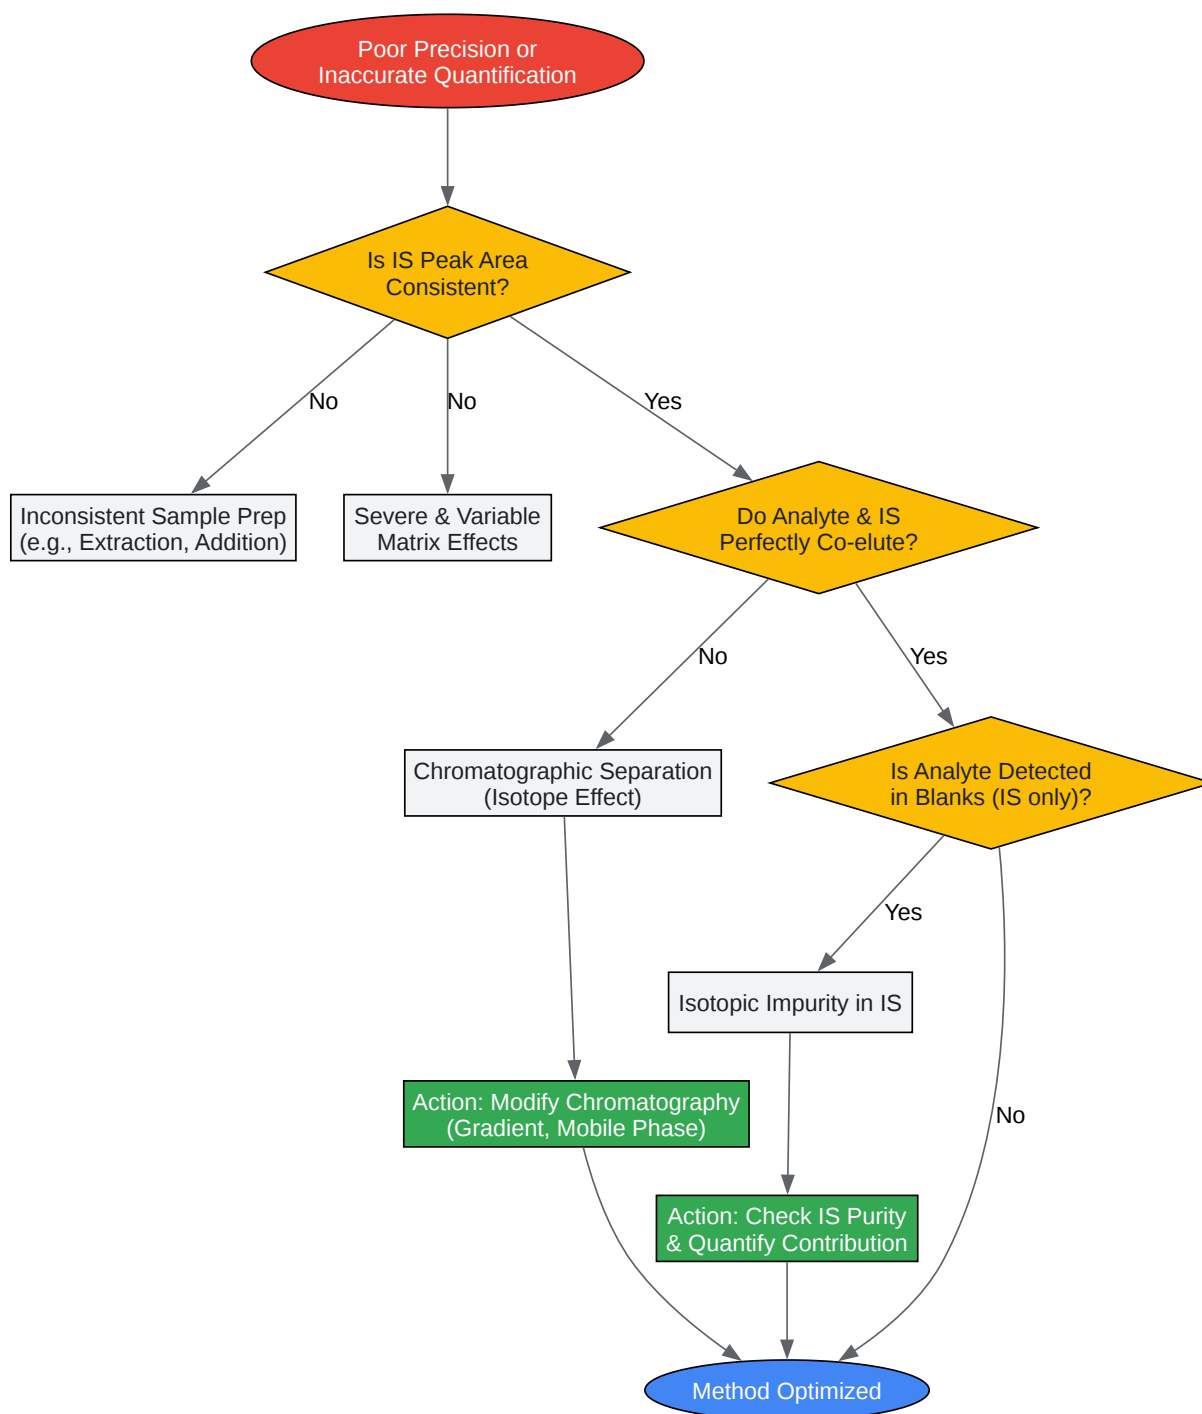 Poor Precision or
Inaccurate Quantification
Is IS Peak Area
Consistent?
No
No
Yes
Inconsistent Sample Prep
(e.g., Extraction, Addition)
Severe & Variable
Matrix Effects
Do Analyte & IS
Perfectly Co-elute?
No
Yes
Chromatographic Separation
(Isotope Effect)
Is Analyte Detected
in Blanks (IS only)?
Yes
Isotopic Impurity in IS
Action: Modify Chromatography
(Gradient, Mobile Phase)
No
Action: Check IS Purity
& Quantify Contribution
Method Optimized